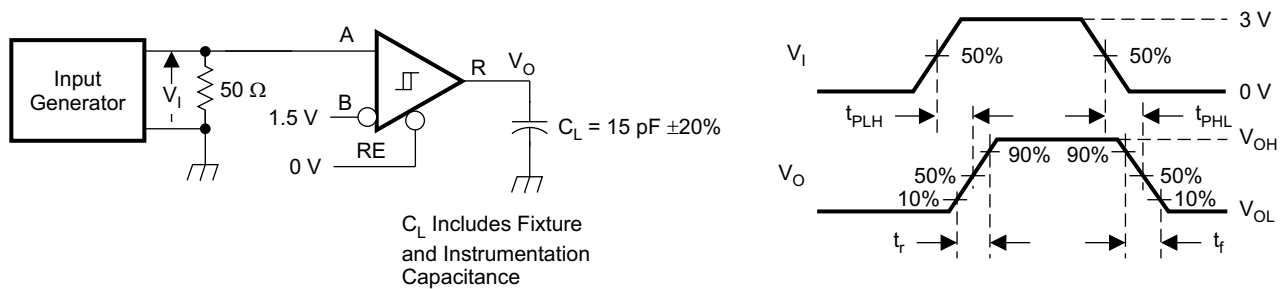 Input
Generator
V_I
50 Ω
A
B
1.5 V
RE
0 V
R
V_O
C_L = 15 pF ±20%
C_L Includes Fixture
and Instrumentation
Capacitance
V_I
50%
50%
3 V
0 V
t_PLH
t_PHL
V_O
90%
90%
V_OH
50%
50%
10%
10%
V_OL
t_r
t_f